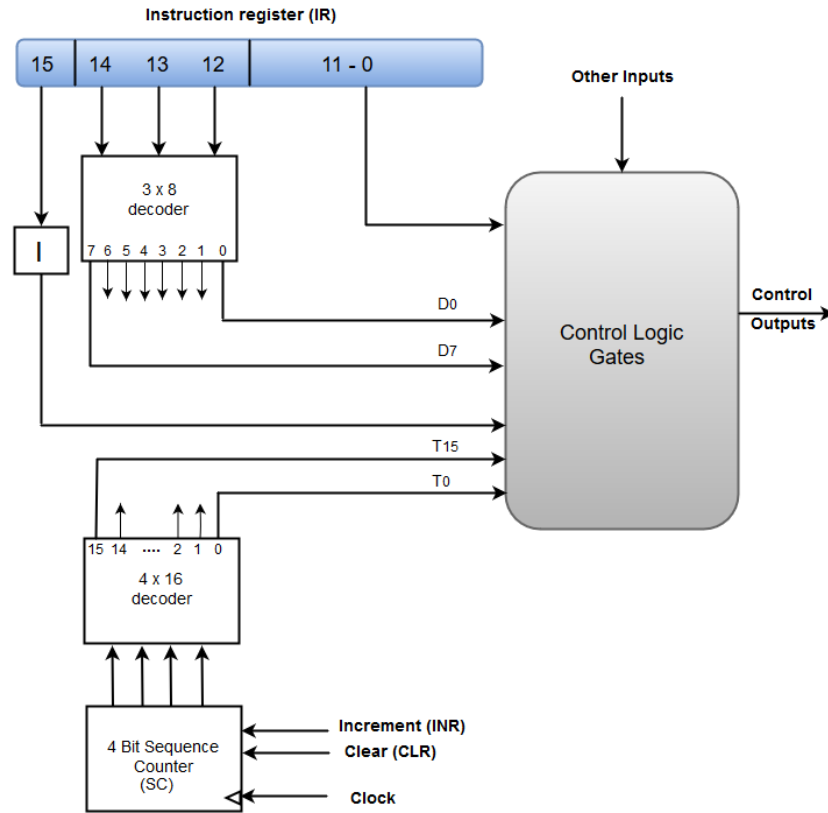 Instruction register (IR)
15 14 13 12 11 - 0
Other Inputs
3 x 8
decoder
7 6 5 4 3 2 1 0
I
D0
Control
Outputs
Control Logic
Gates
D7
T15
T0
15 14 .... 2 1 0
4 x 16
decoder
4 Bit Sequence
Counter
(SC)
Increment (INR)
Clear (CLR)
Clock